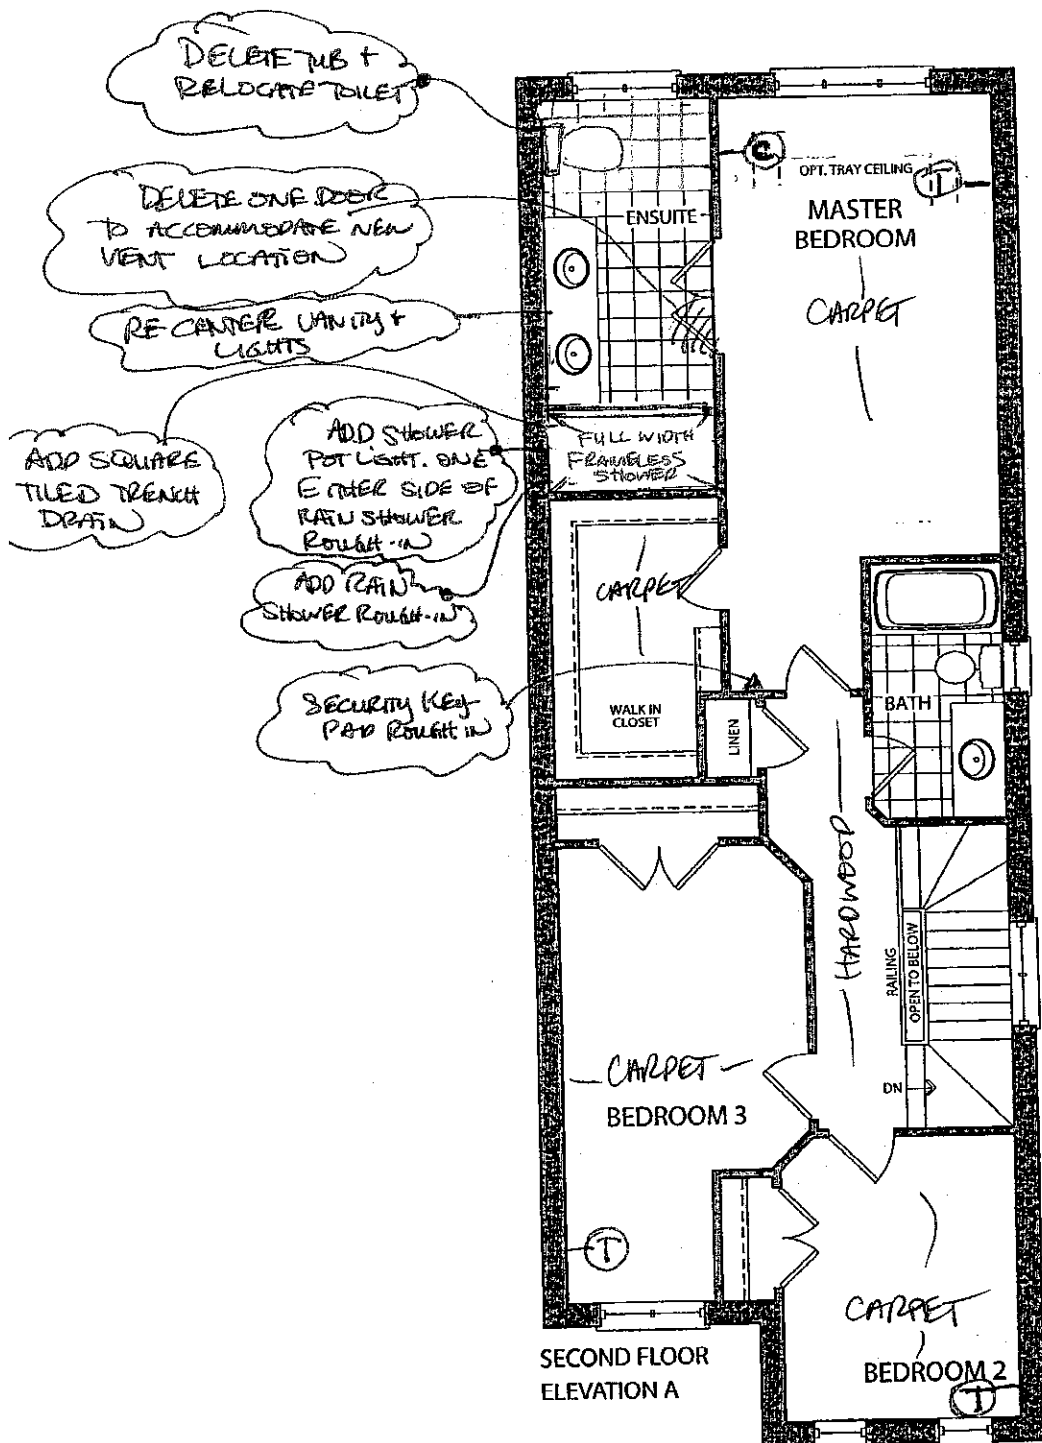 DELETE TUB +
RELOCATE TOILET
DELETE ONE DOOR
TO ACCOMMODATE NEW
VENT LOCATION
RE CENTER VANITY +
LIGHTS
ADD SQUARE
TILED TRENCH
DRAIN
ADD SHOWER
POT LIGHT. ONE
EITHER SIDE OF
RAIN SHOWER
ROUGH-IN
ADD RAIN
SHOWER ROUGH-IN
SECURITY KEY-
PAD ROUGH IN
ENSUITE
FULL WIDTH
FRAMELESS
SHOWER
C
OPT. TRAY CEILING
T
MASTER
BEDROOM
CARPET
CARPET
WALK IN
CLOSET
LINEN
BATH
HARDWOOD
RAILING
OPEN TO BELOW
DN
CARPET
BEDROOM 3
T
CARPET
BEDROOM 2
T
SECOND FLOOR
ELEVATION A